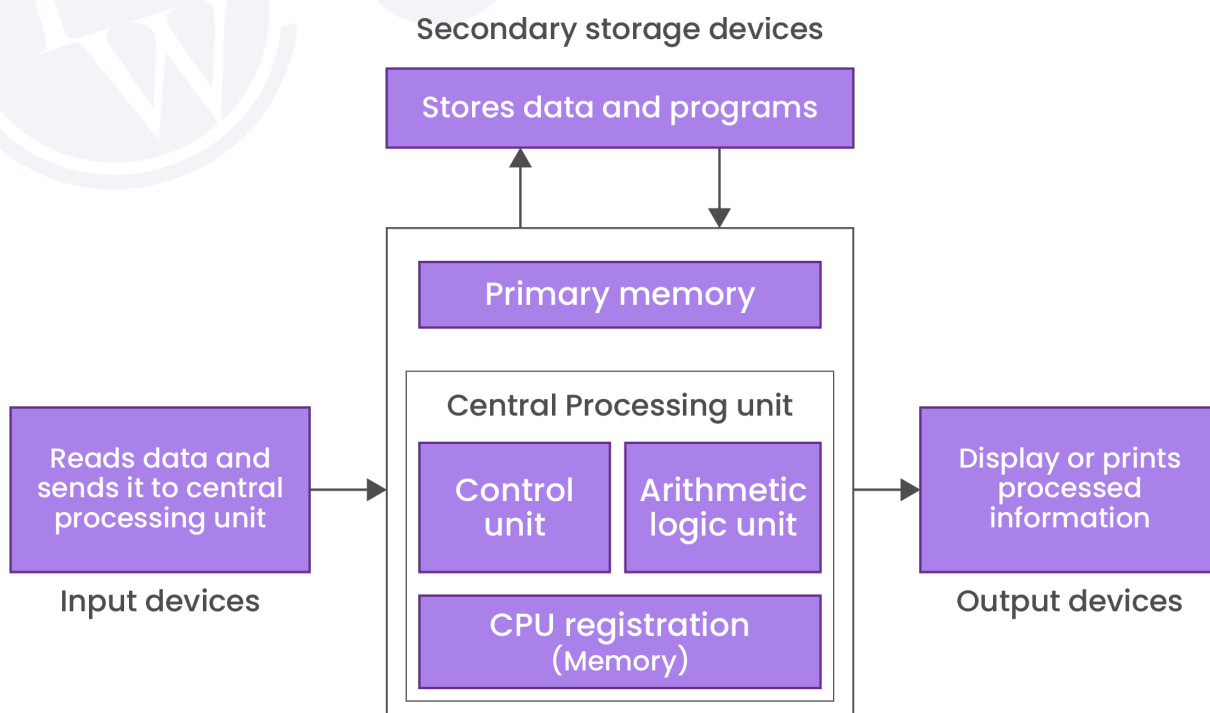 Secondary storage devices
Stores data and programs
Primary memory
Central Processing unit
Reads data and
sends it to central
processing unit
Input devices
Control
unit
Arithmetic
logic unit
CPU registration
(Memory)
Display or prints
processed
information
Output devices
W